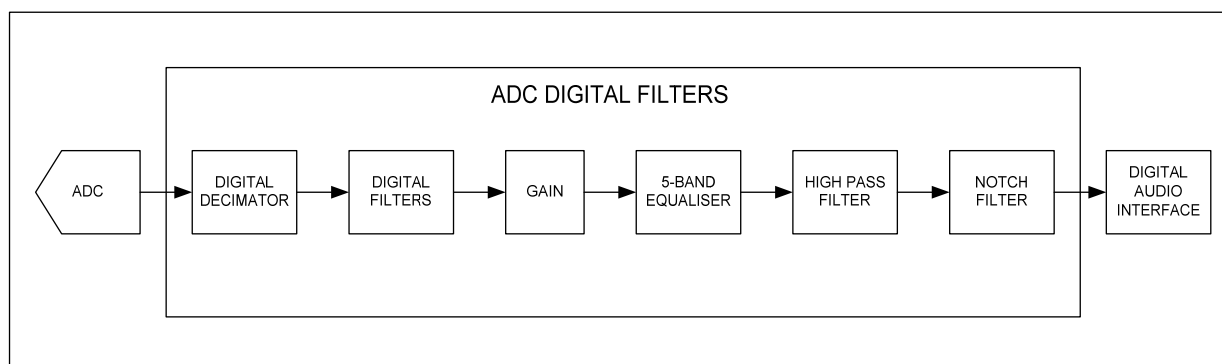 ADC DIGITAL FILTERS
ADC
DIGITAL
DECIMATOR
DIGITAL
FILTERS
GAIN
5-BAND
EQUALISER
HIGH PASS
FILTER
NOTCH
FILTER
DIGITAL
AUDIO
INTERFACE